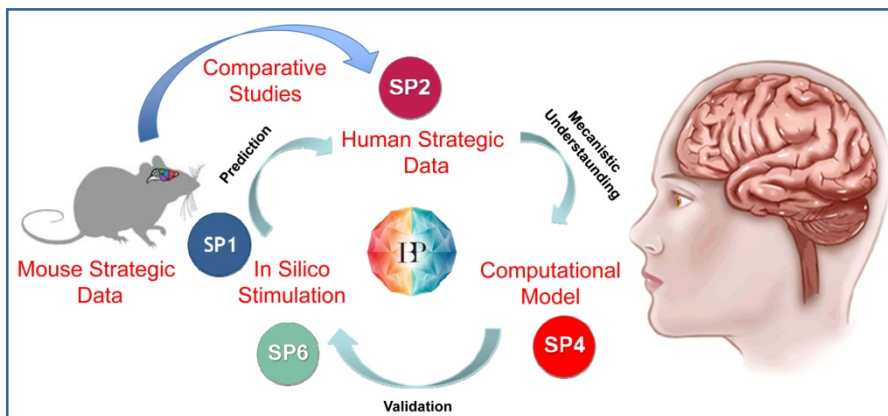 Comparative
Studies
SP2
Human Strategic
Data
Prediction
Mecanistic
Understaunding
SP1
Mouse Strategic
Data
In Silico
Stimulation
Computational
Model
SP6
SP4
Validation